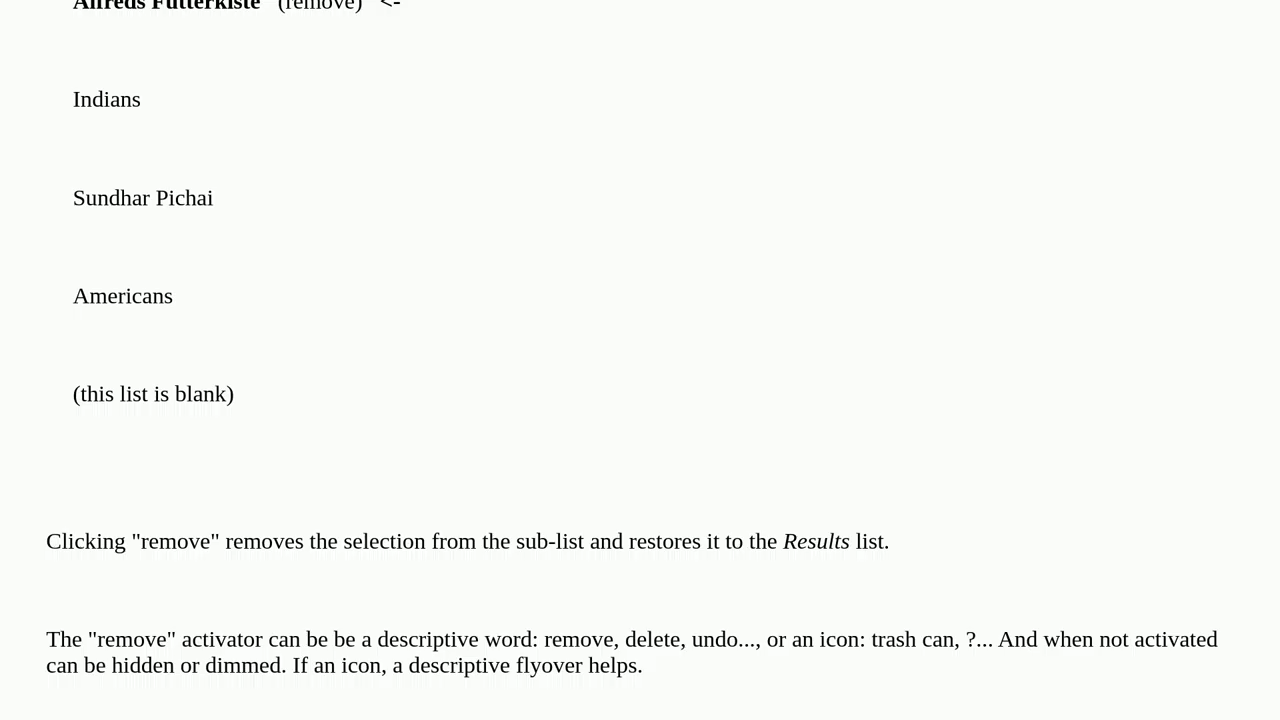 Alfreds Futterkiste (remove) <-
Indians
Sundhar Pichai
Americans
(this list is blank)
Clicking "remove" removes the selection from the sub-list and restores it to the Results list.
The "remove" activator can be be a descriptive word: remove, delete, undo..., or an icon: trash can, ?... And when not activated
can be hidden or dimmed. If an icon, a descriptive flyover helps.